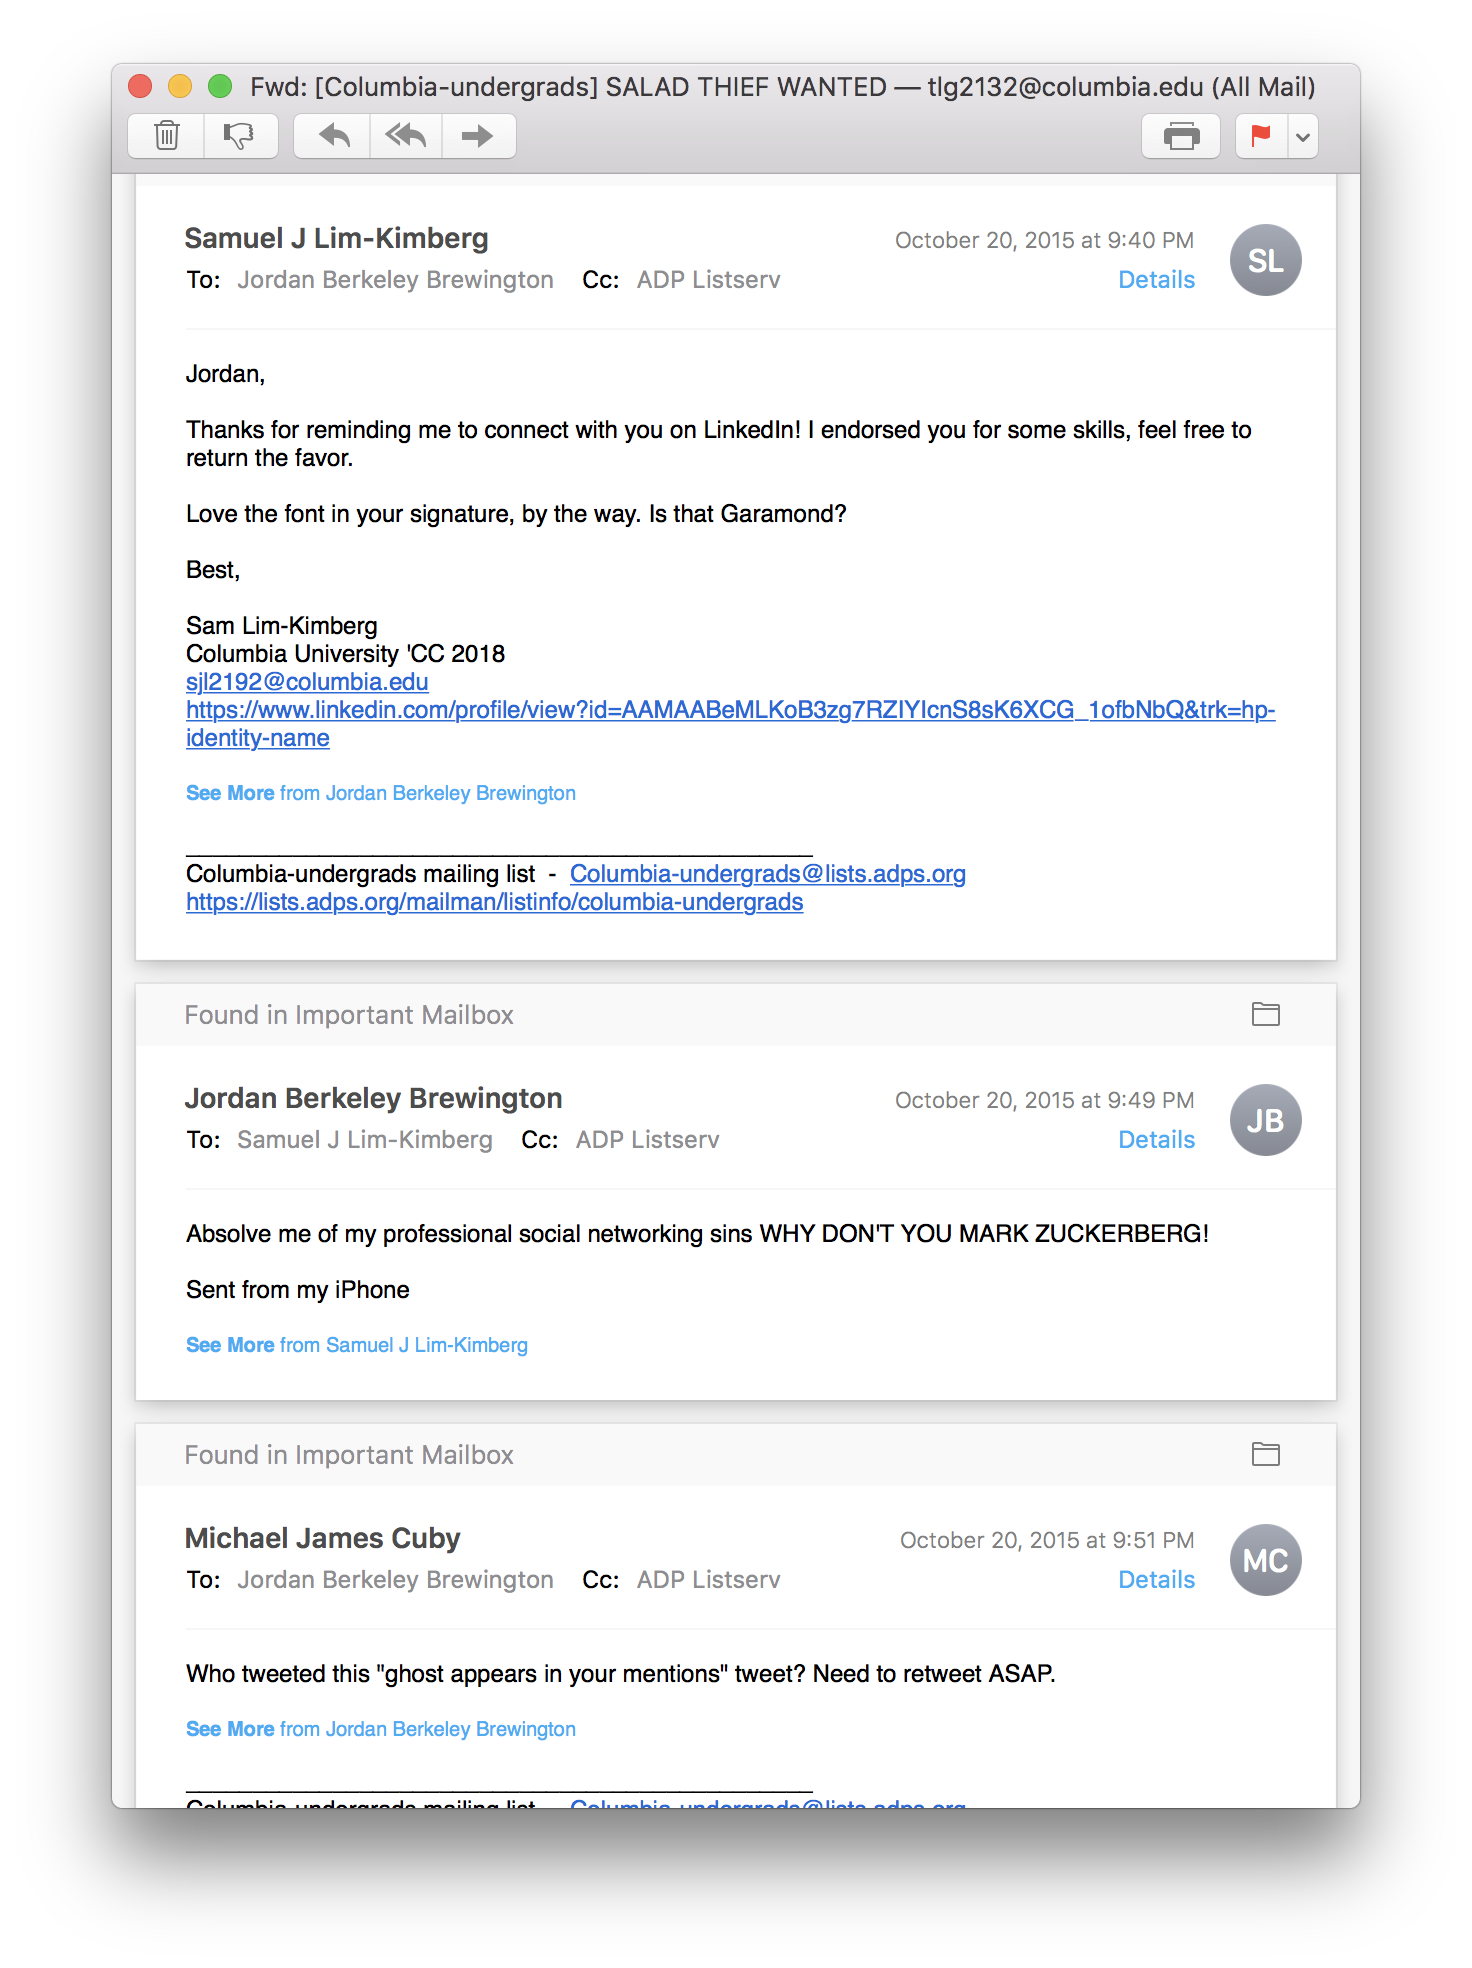 Fwd: [Columbia-undergrads] SALAD THIEF WANTED — tlg2132@columbia.edu (All Mail)
Samuel J Lim-Kimberg
October 20, 2015 at 9:40 PM
SL
To: Jordan Berkeley Brewington Cc: ADP Listserv
Details
Jordan,
Thanks for reminding me to connect with you on LinkedIn! I endorsed you for some skills, feel free to
return the favor.
Love the font in your signature, by the way. Is that Garamond?
Best,
Sam Lim-Kimberg
Columbia University 'CC 2018
sjl2192@columbia.edu
https://www.linkedin.com/profile/view?id=AAMAABeMLKoB3zg7RZIYIcnS8sK6XCG_1ofbNbQ&trk=hp-
identity-name
See More from Jordan Berkeley Brewington
Columbia-undergrads mailing list - Columbia-undergrads@lists.adps.org
https://lists.adps.org/mailman/listinfo/columbia-undergrads
Found in Important Mailbox
Jordan Berkeley Brewington
October 20, 2015 at 9:49 PM
JB
To: Samuel J Lim-Kimberg Cc: ADP Listserv
Details
Absolve me of my professional social networking sins WHY DON'T YOU MARK ZUCKERBERG!
Sent from my iPhone
See More from Samuel J Lim-Kimberg
Found in Important Mailbox
Michael James Cuby
October 20, 2015 at 9:51 PM
MC
To: Jordan Berkeley Brewington Cc: ADP Listserv
Details
Who tweeted this "ghost appears in your mentions" tweet? Need to retweet ASAP.
See More from Jordan Berkeley Brewington
Columbia-undergrads mailing list - Columbia-undergrads@lists.adps.org